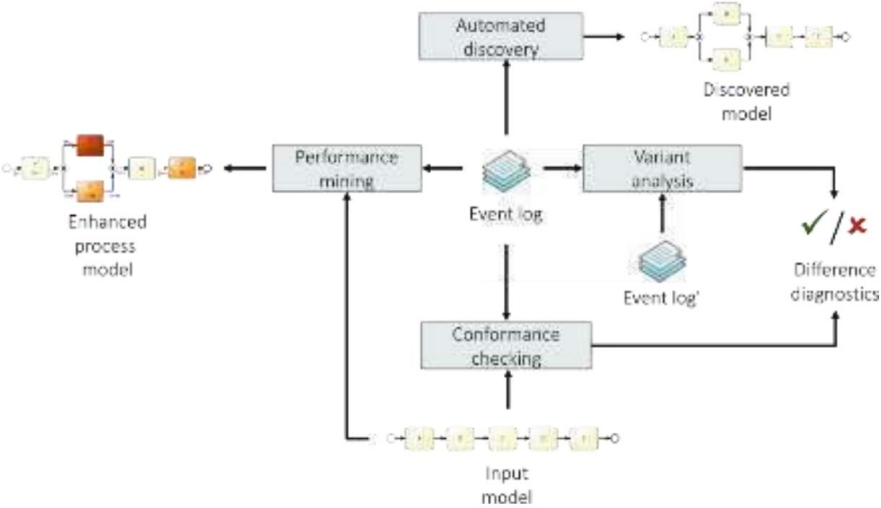 Automated
discovery
Discovered
model
Performance
mining
Variant
analysis
Event log
Enhanced
process
model
Event log'
✓/✗
Difference
diagnostics
Conformance
checking
Input
model